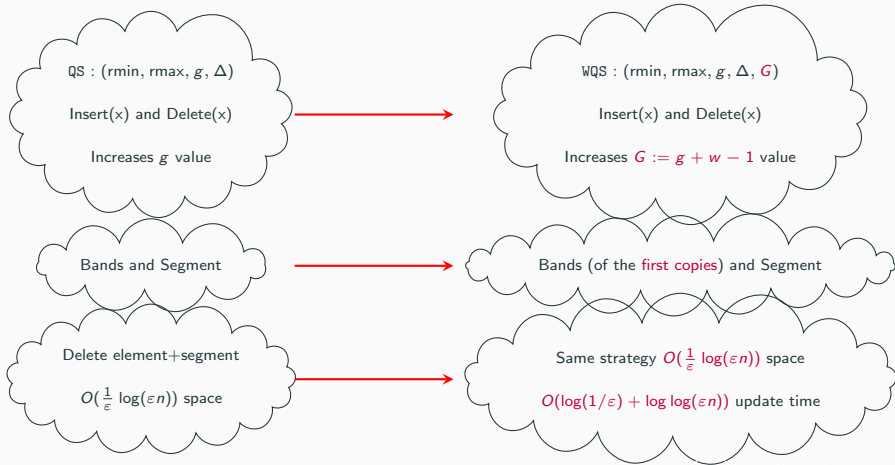 QS : (rmin, rmax, g, Δ)
Insert(x) and Delete(x)
Increases g value
WQS : (rmin, rmax, g, Δ, G)
Insert(x) and Delete(x)
Increases G := g + w − 1 value
Bands and Segment
Bands (of the first copies) and Segment
Delete element+segment
O(1/ε log(εn)) space
Same strategy O(1/ε log(εn)) space
O(log(1/ε) + log log(εn)) update time